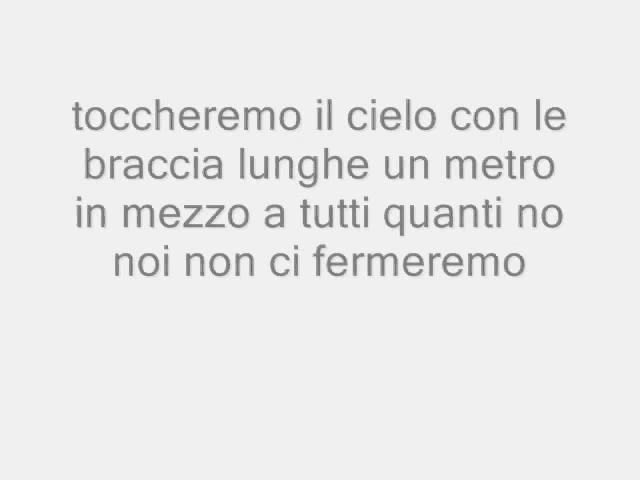 toccheremo il cielo con le
braccia lunghe un metro
in mezzo a tutti quanti no
noi non ci fermeremo